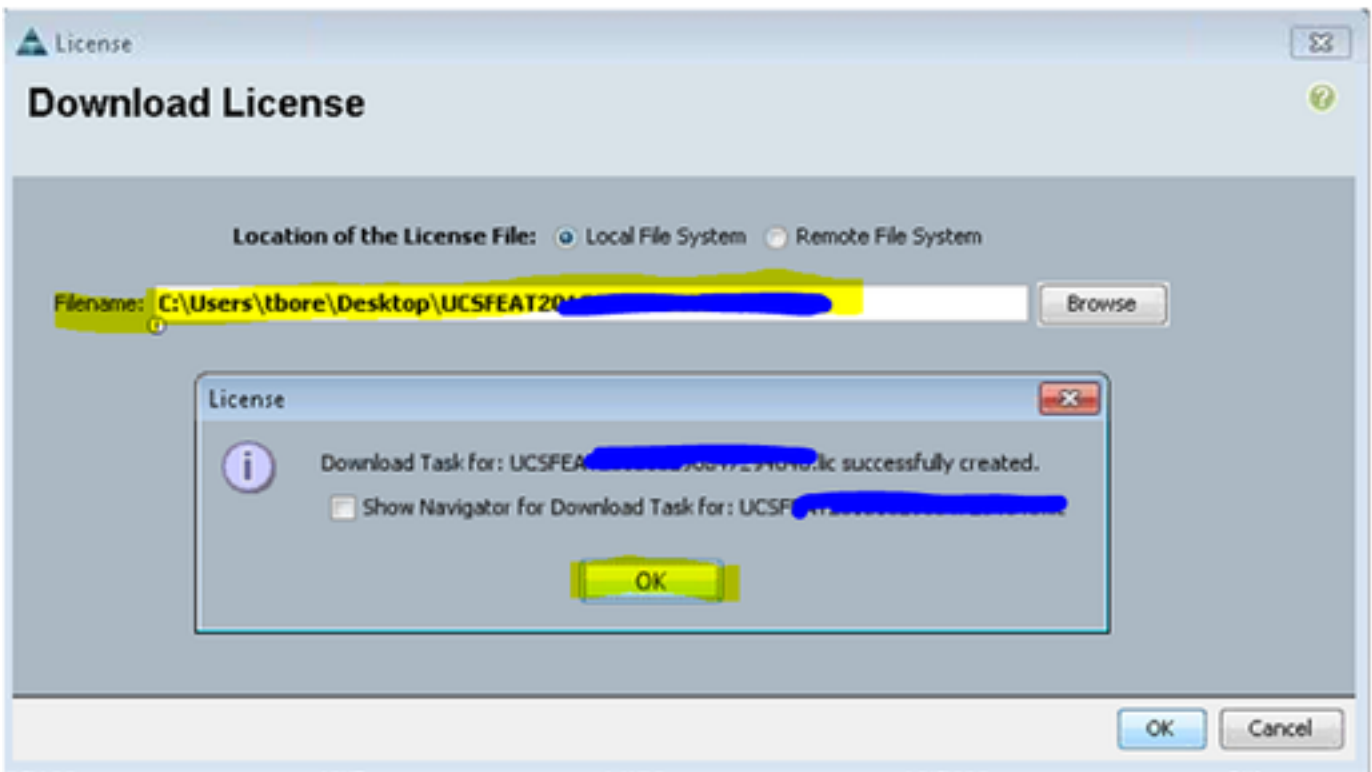 License
Download License
Location of the License File: Local File System Remote File System
Filename: C:\Users\tbore\Desktop\UCSFEAT20 Browse
License
Download Task for: UCSFEA .lic successfully created.
Show Navigator for Download Task for: UCSF
OK
OK Cancel